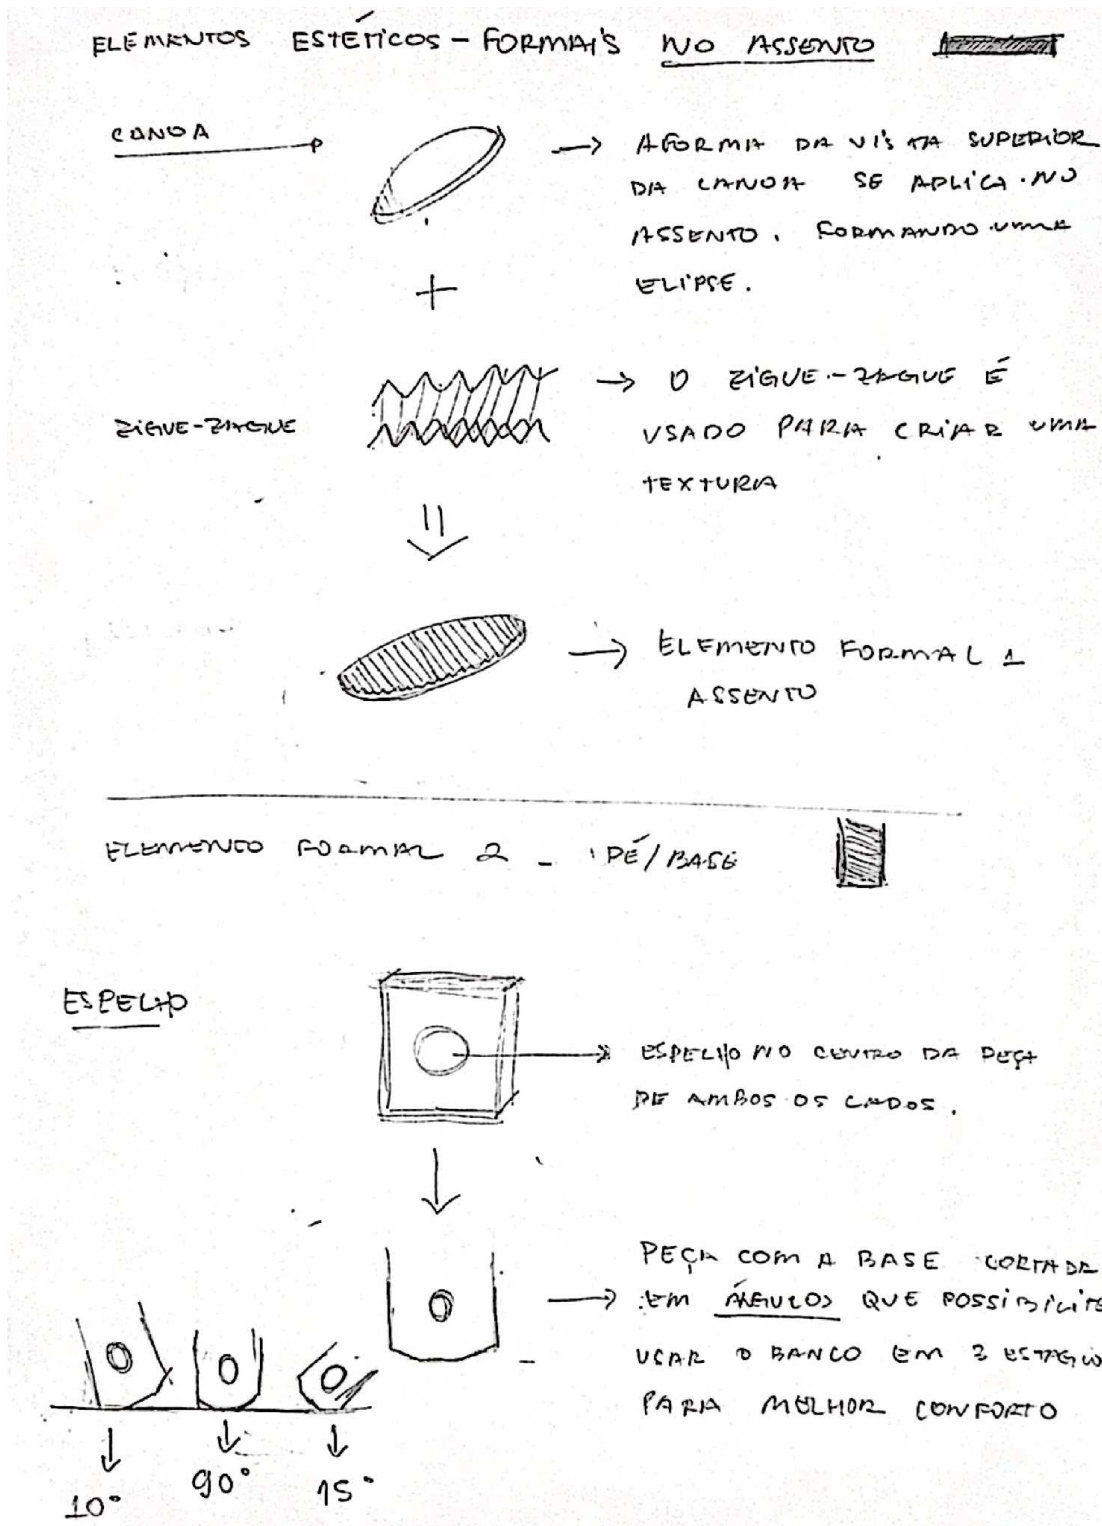 ELEMENTOS ESTÉTICOS - FORMAIS NO ASSENTO
CANOA
A FORMA DA VISTA SUPERIOR
DA CANOA SE APLICA NO
ASSENTO. FORMANDO UMA
ELIPSE.
+
ZIGUE-ZAGUE
O ZIGUE-ZAGUE É
USADO PARA CRIAR UMA
TEXTURA
ELEMENTO FORMAL 1
ASSENTO
ELEMENTO FORMAL 2 - PÉ/BASE
ESPELHO
ESPELHO NO CENTRO DA PEÇA
DE AMBOS OS LADOS.
PEÇA COM A BASE CORTADA
EM ÂNGULOS QUE POSSIBILITE
USAR O BANCO EM 3 ESTAGIO
PARA MELHOR CONFORTO
10° 90° 15°